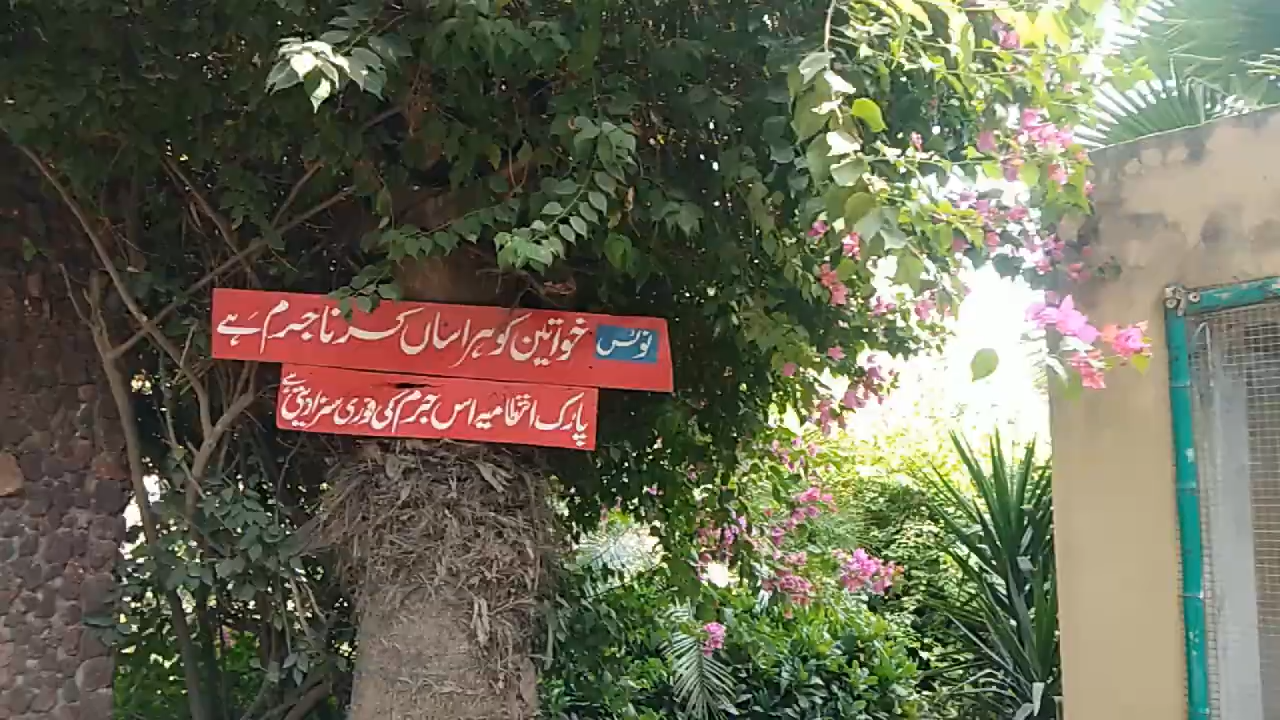 نوٹس خواتین کو ہراساں کرنا جرم ہے
پارک انتظامیہ اس جرم کی فوری سزا دیتی ہے